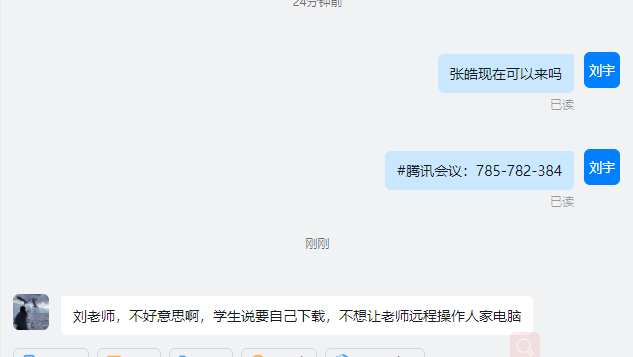 24分钟前
张皓现在可以来吗
刘宇
已读
#腾讯会议：785-782-384
刘宇
已读
刚刚
刘老师，不好意思啊，学生说要自己下载，不想让老师远程操作人家电脑